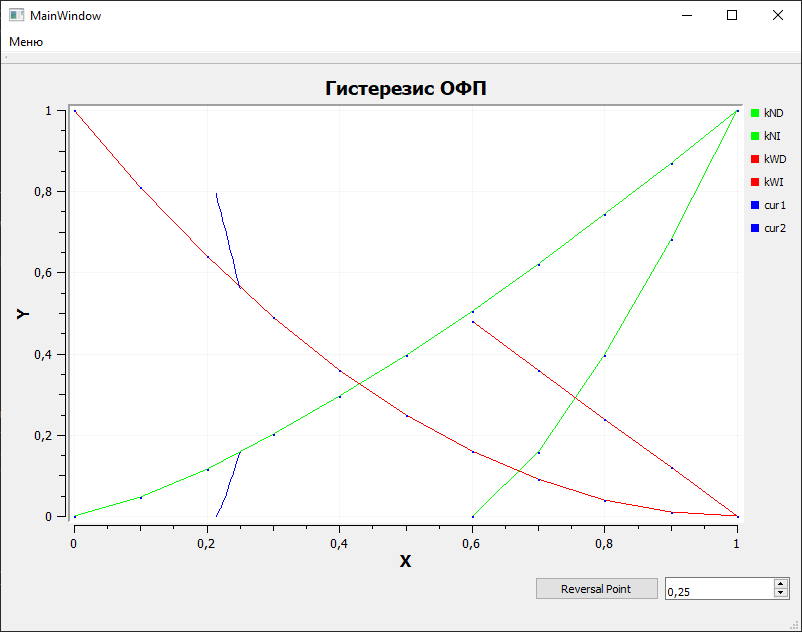 MainWindow
Меню
Гистерезис ОФП
1
0,8
0,6
0,4
0,2
0
Y
0
0,2
0,4
0,6
0,8
1
X
kND
kNI
kWD
kWI
cur1
cur2
Reversal Point
0,25